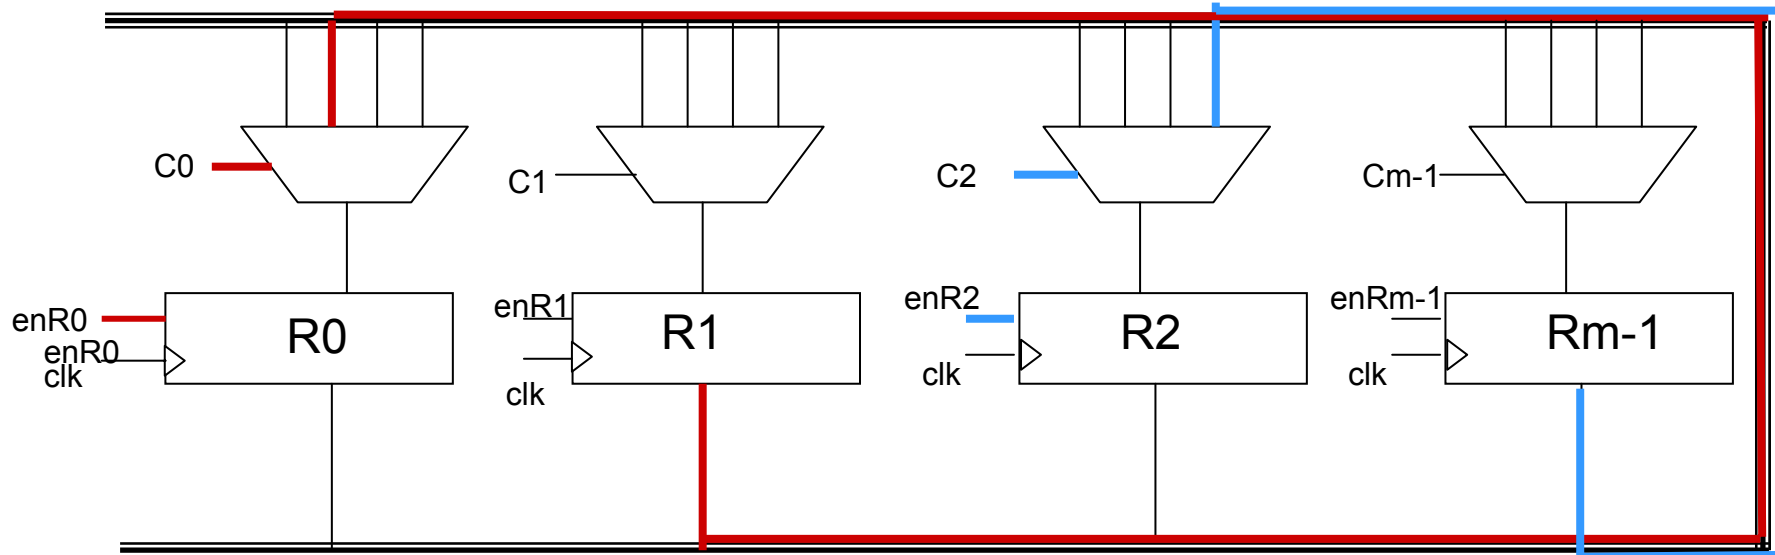 C0
C1
C2
Cm-1
enR0
enR0
clk
R0
enR1
clk
R1
enR2
clk
R2
enRm-1
clk
Rm-1